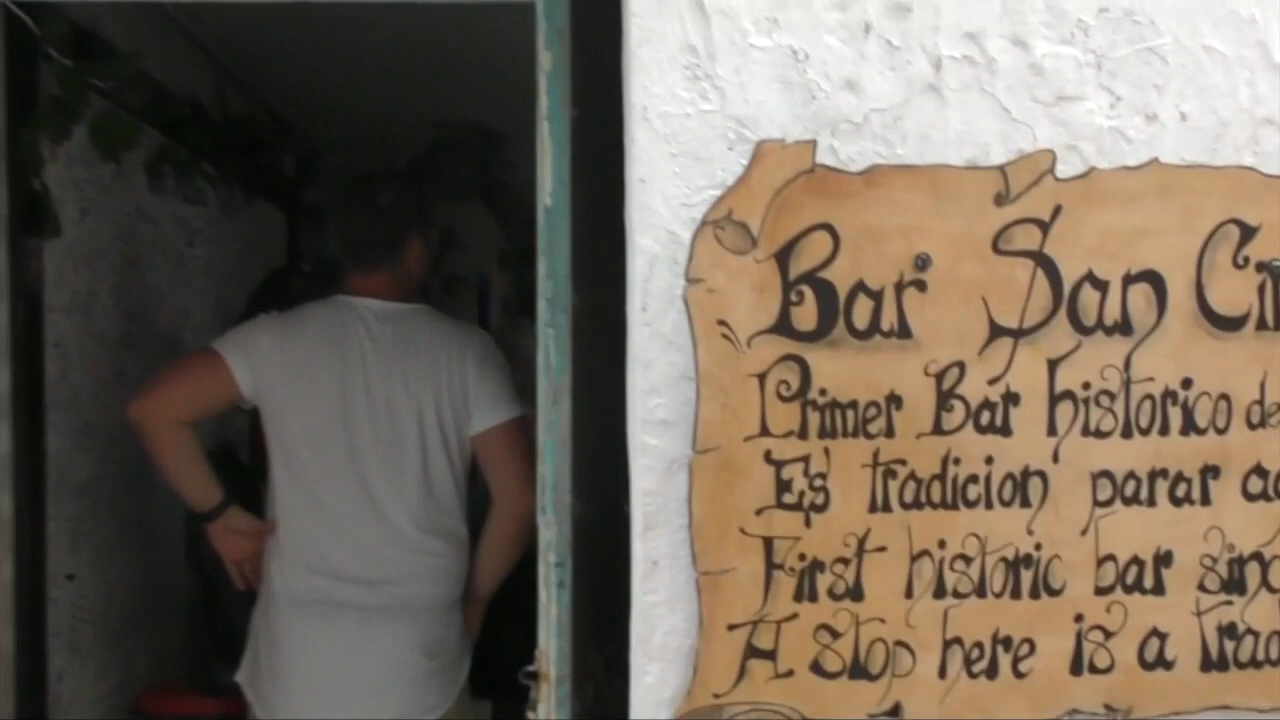 Bar San
Primer Bar historico
Es tradicion parar
First historic bar
A stop here is a